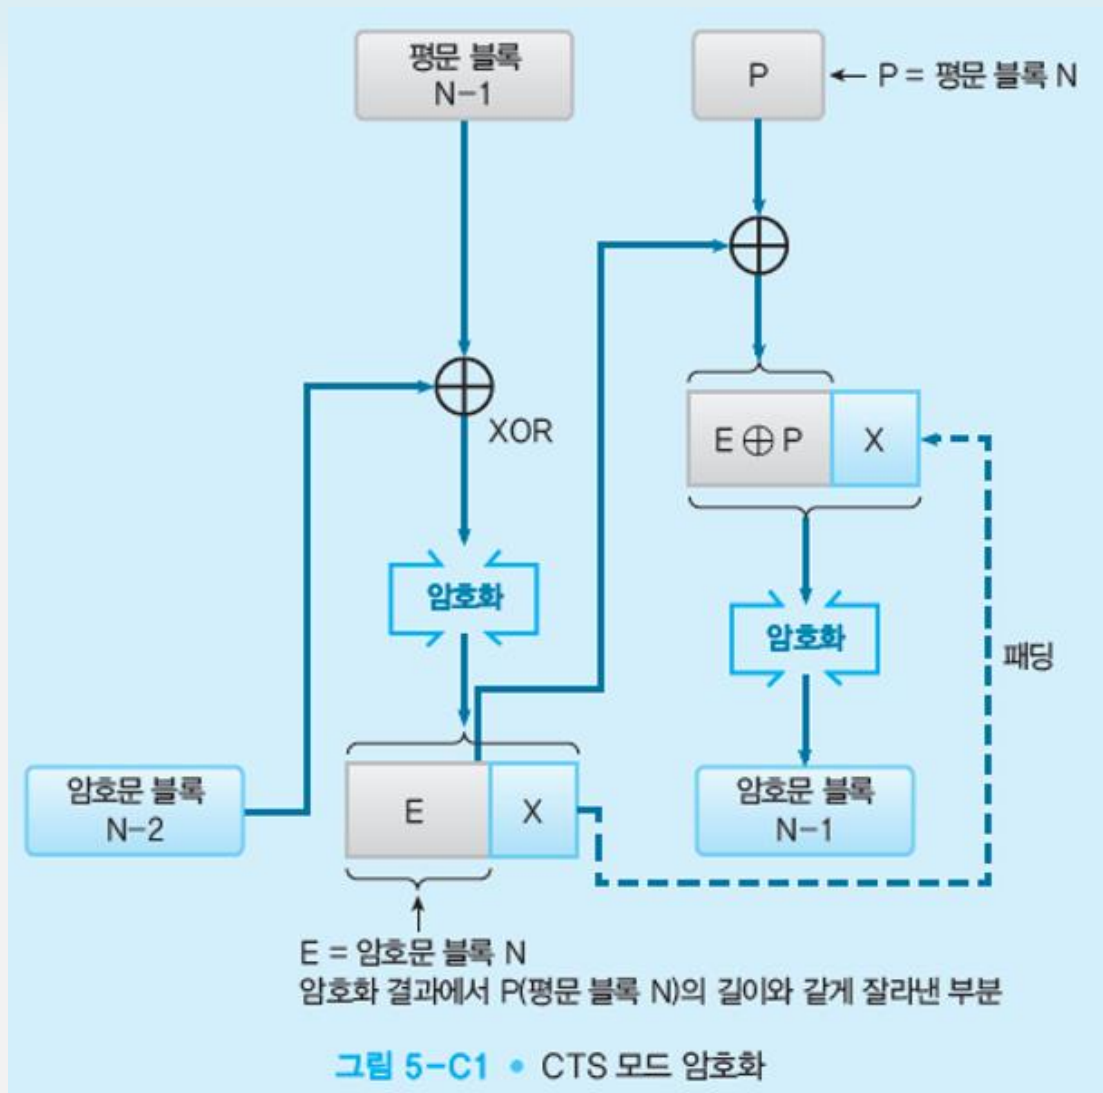 평문 블록
N-1
P
← P = 평문 블록 N
XOR
E ⊕ P
X
암호화
암호화
패딩
암호문 블록
N-2
E
X
암호문 블록
N-1
E = 암호문 블록 N
암호화 결과에서 P(평문 블록 N)의 길이와 같게 잘라낸 부분
그림 5-C1 • CTS 모드 암호화